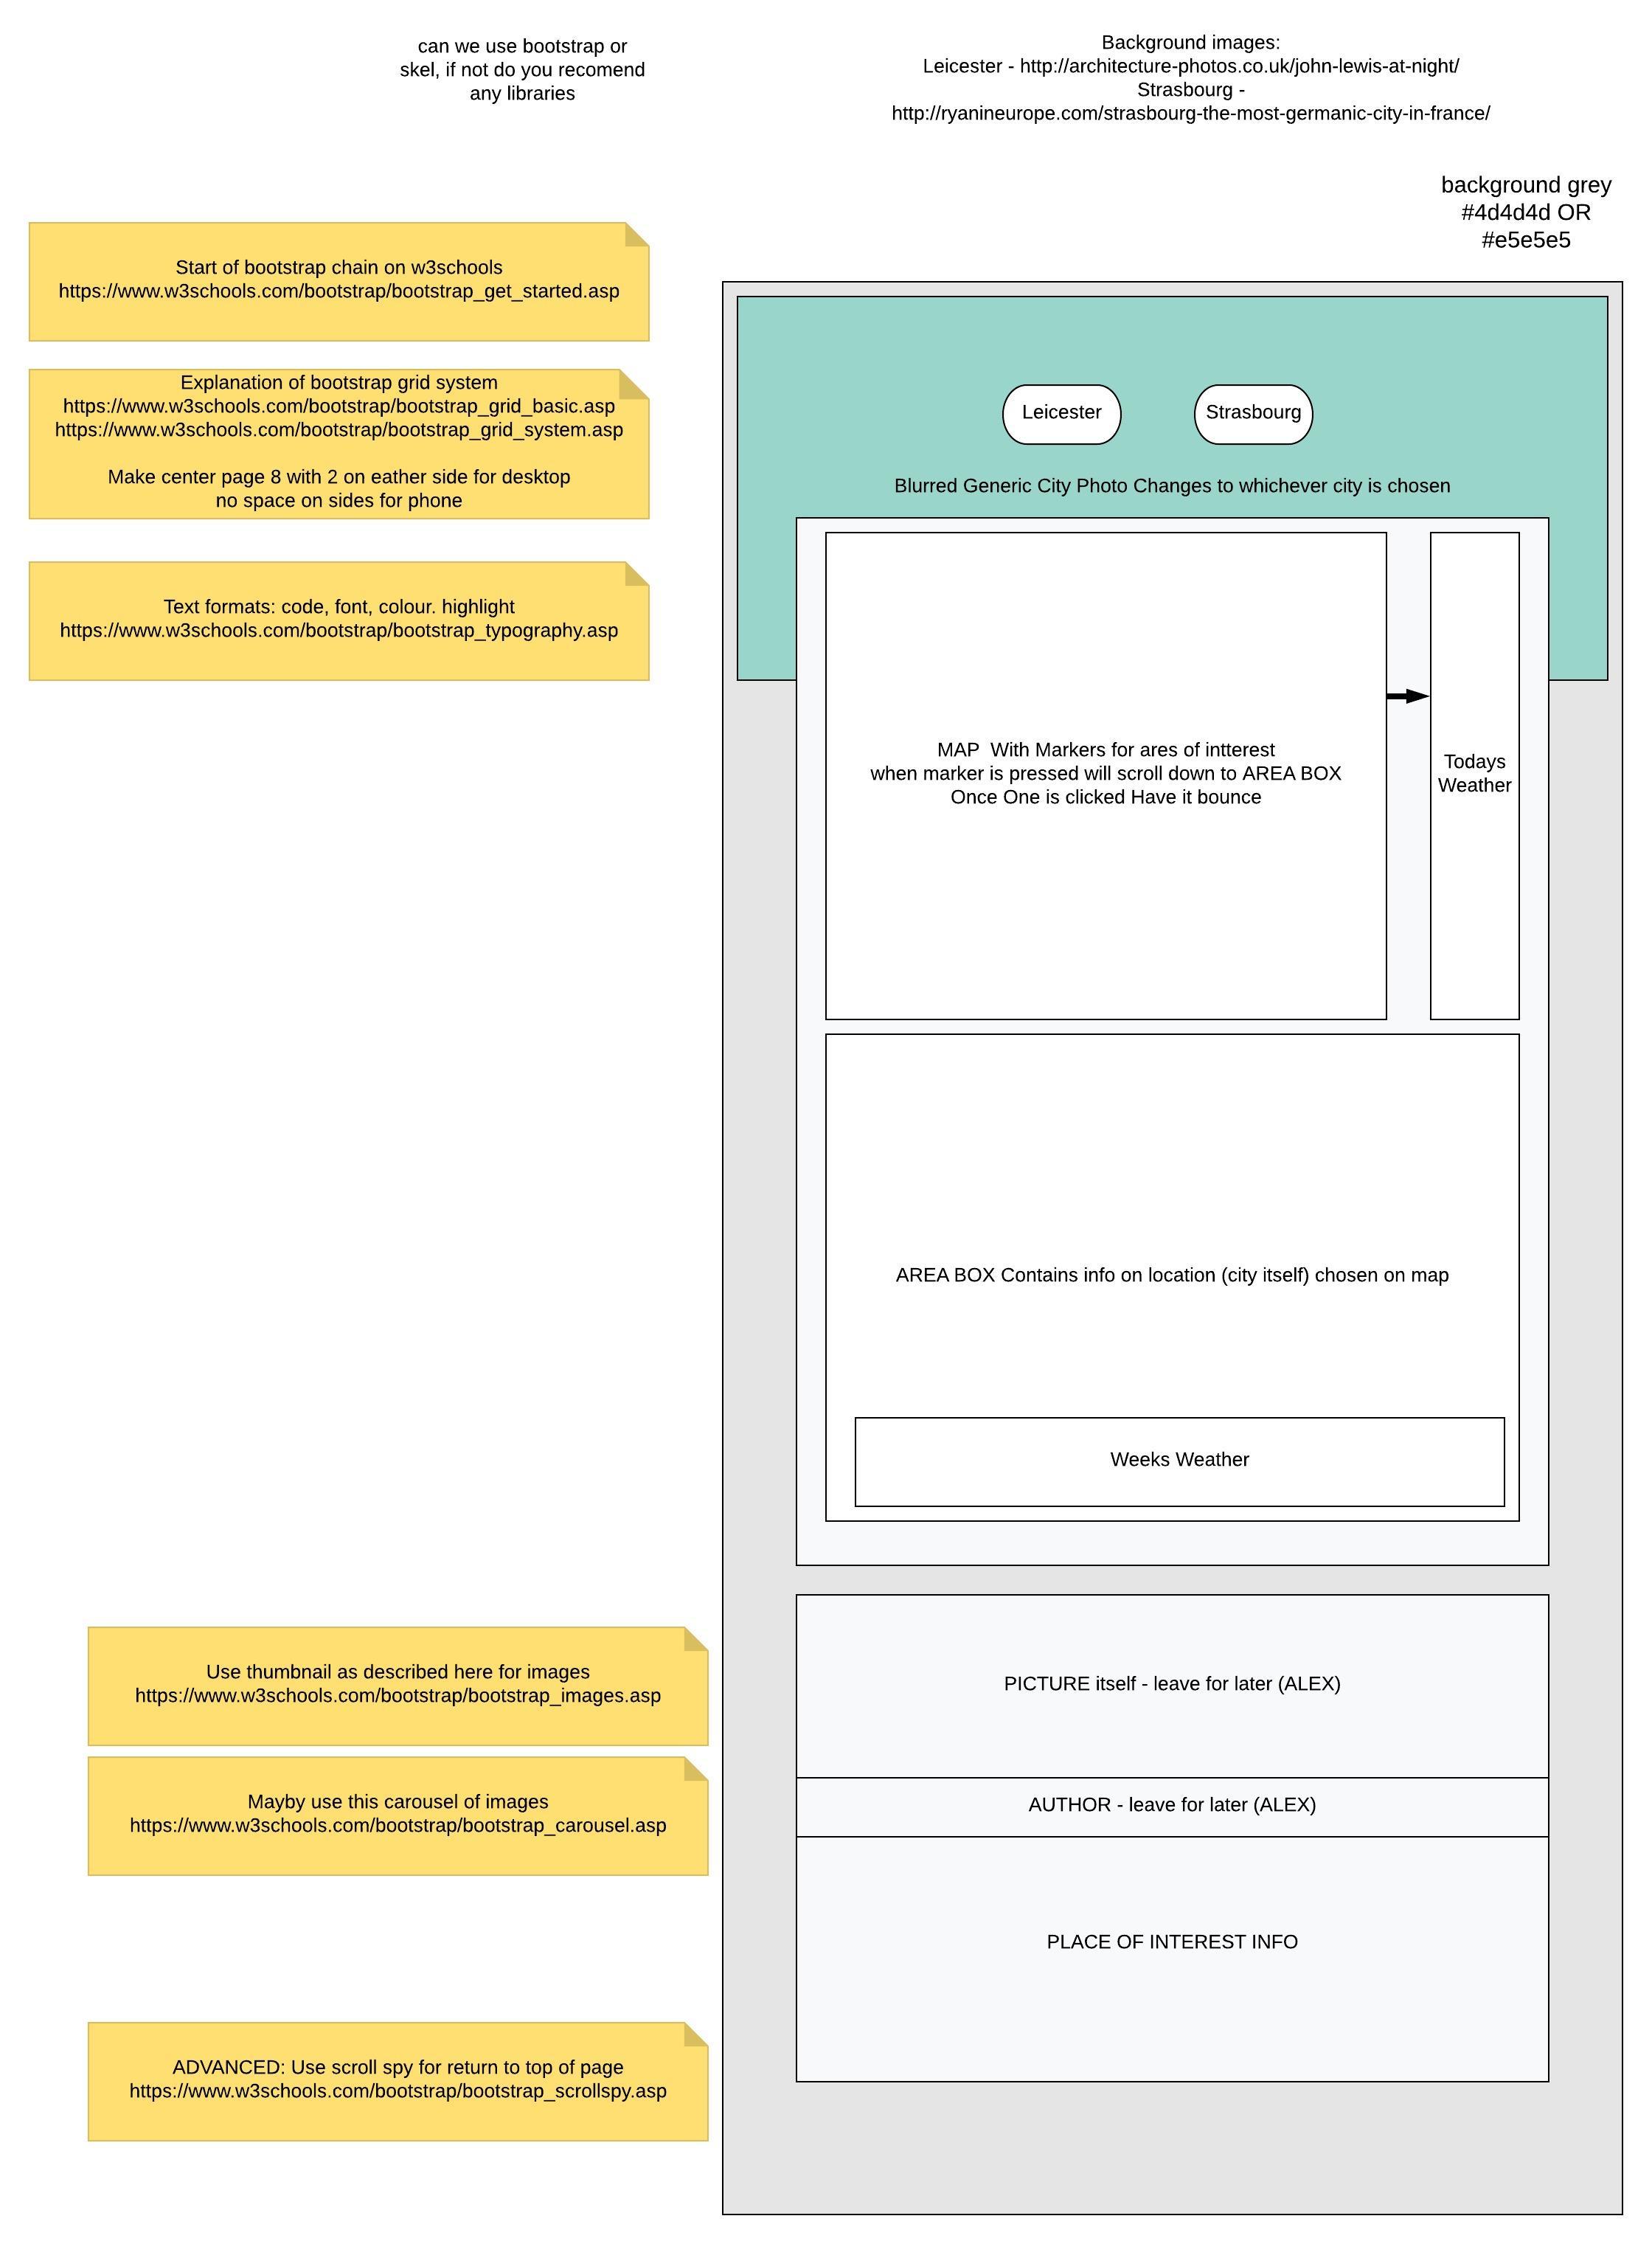 can we use bootstrap or
skel, if not do you recomend
any libraries
Background images:
Leicester - http://architecture-photos.co.uk/john-lewis-at-night/
Strasbourg -
http://ryanineurope.com/strasbourg-the-most-germanic-city-in-france/
background grey
#4d4d4d OR
#e5e5e5
Start of bootstrap chain on w3schools
https://www.w3schools.com/bootstrap/bootstrap_get_started.asp
Explanation of bootstrap grid system
https://www.w3schools.com/bootstrap/bootstrap_grid_basic.asp
https://www.w3schools.com/bootstrap/bootstrap_grid_system.asp
Make center page 8 with 2 on eather side for desktop
no space on sides for phone
Text formats: code, font, colour. highlight
https://www.w3schools.com/bootstrap/bootstrap_typography.asp
Leicester
Strasbourg
Blurred Generic City Photo Changes to whichever city is chosen
MAP  With Markers for ares of intterest
when marker is pressed will scroll down to AREA BOX
Once One is clicked Have it bounce
Todays
Weather
AREA BOX Contains info on location (city itself) chosen on map
Weeks Weather
Use thumbnail as described here for images
https://www.w3schools.com/bootstrap/bootstrap_images.asp
Mayby use this carousel of images
https://www.w3schools.com/bootstrap/bootstrap_carousel.asp
PICTURE itself - leave for later (ALEX)
AUTHOR - leave for later (ALEX)
PLACE OF INTEREST INFO
ADVANCED: Use scroll spy for return to top of page
https://www.w3schools.com/bootstrap/bootstrap_scrollspy.asp